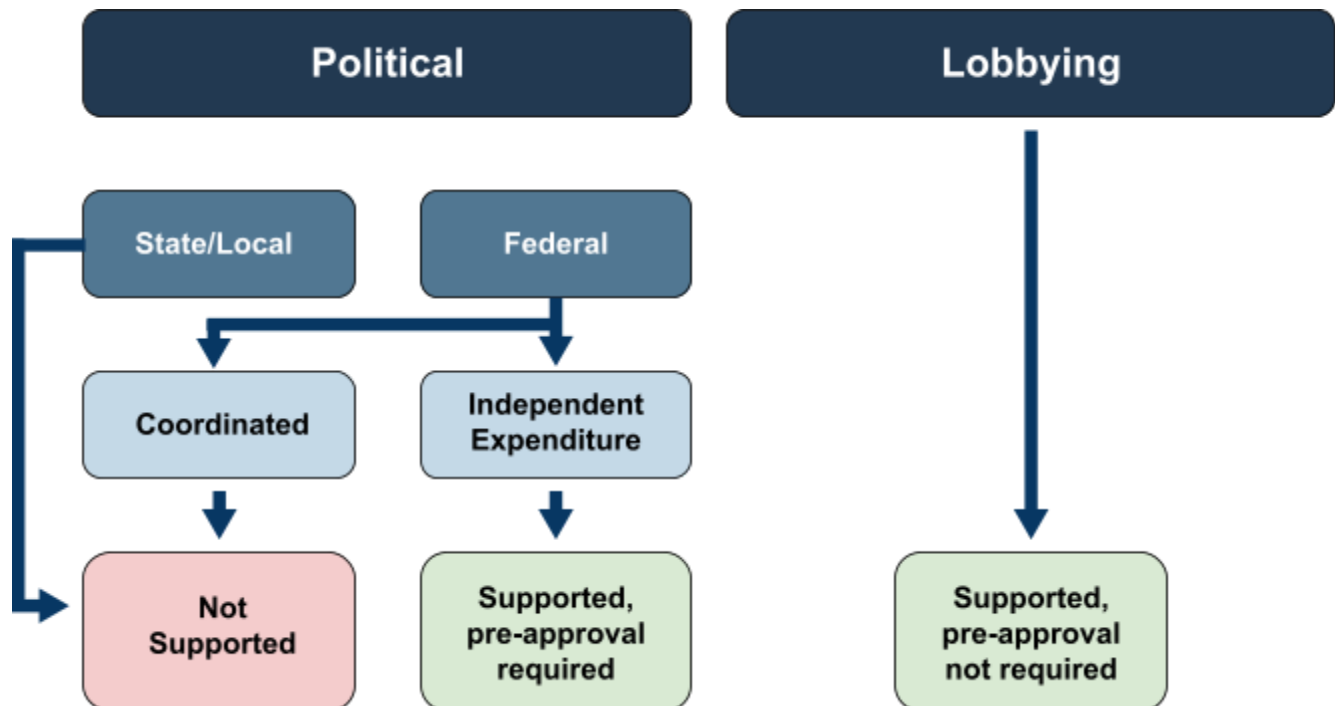 Political
Lobbying
State/Local
Federal
Coordinated
Independent
Expenditure
Not
Supported
Supported,
pre-approval
required
Supported,
pre-approval
not required